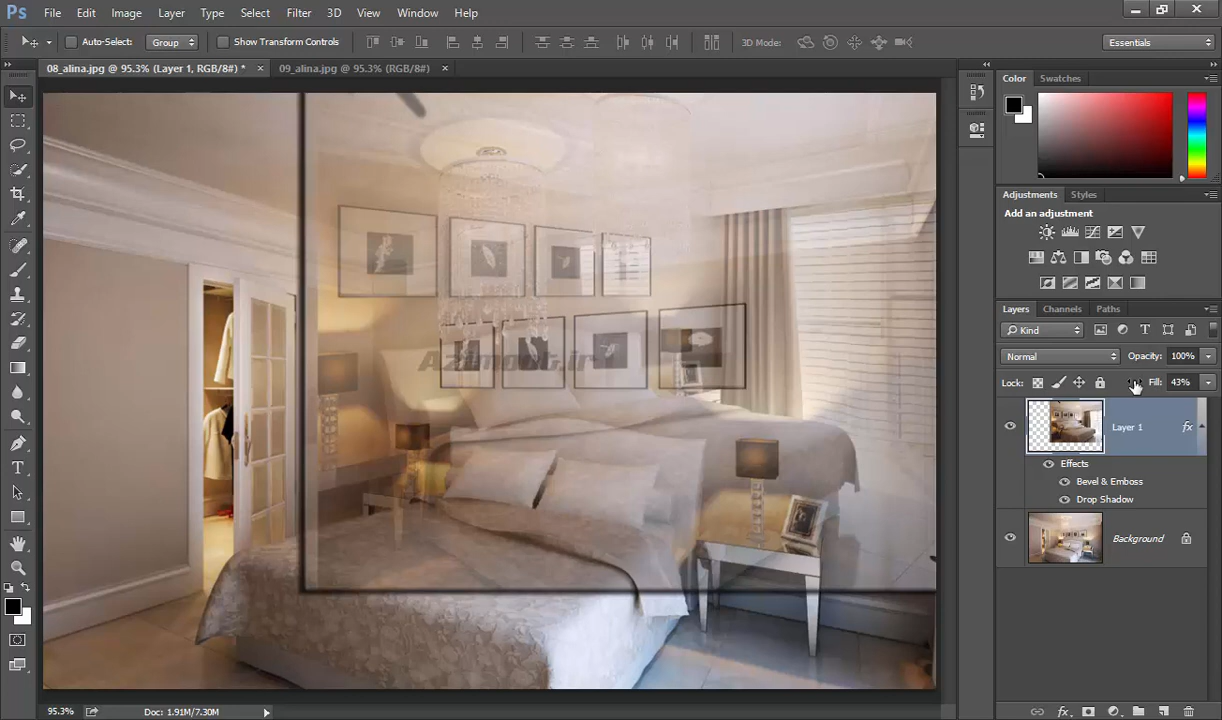 Ps File Edit Image Layer Type Select Filter 3D View Window Help
Auto-Select: Group Show Transform Controls 3D Mode: Essentials
08_alina.jpg @ 95.3% (Layer 1, RGB/8#) * × 09_alina.jpg @ 95.3% (RGB/8#) ×
Color Swatches
Adjustments Styles
Add an adjustment
Layers Channels Paths
Kind
Normal Opacity: 100%
Lock: Fill: 43%
Layer 1 fx
Effects
Bevel & Emboss
Drop Shadow
Background
Azimoot.ir
95.3% Doc: 1.91M/7.30M
fx